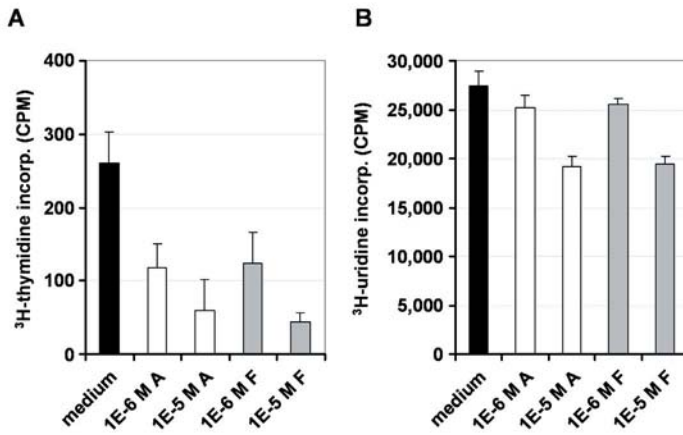 A
³H-thymidine incorp. (CPM)
400
300
200
100
0
medium
1E-6 M A
1E-5 M A
1E-6 M F
1E-5 M F
B
³H-uridine incorp. (CPM)
30,000
25,000
20,000
15,000
10,000
5,000
0
medium
1E-6 M A
1E-5 M A
1E-6 M F
1E-5 M F